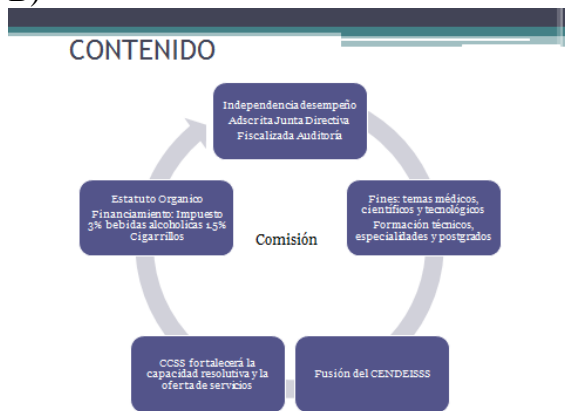 CONTENIDO
Independencia desempeño
Adscrita Junta Directiva
Fiscalizada Auditoría
Fines: temas médicos,
científicos y tecnológicos
Formación técnicos,
especialidades y postgrados
Fusión del CENDEISSS
CCSS fortalecerá la
capacidad resolutiva y la
oferta de servicios
Estatuto Organico
Financiamiento: Impuesto
3% bebidas alcoholicas 15%
Cigarrillos
Comisión